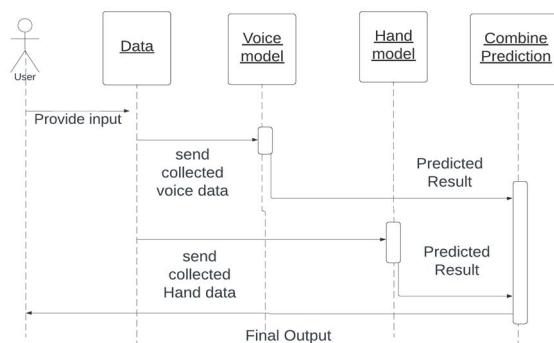 User
Data
Voice
model
Hand
model
Combine
Prediction
Provide input
send
collected
voice data
Predicted
Result
send
collected
Hand data
Predicted
Result
Final Output